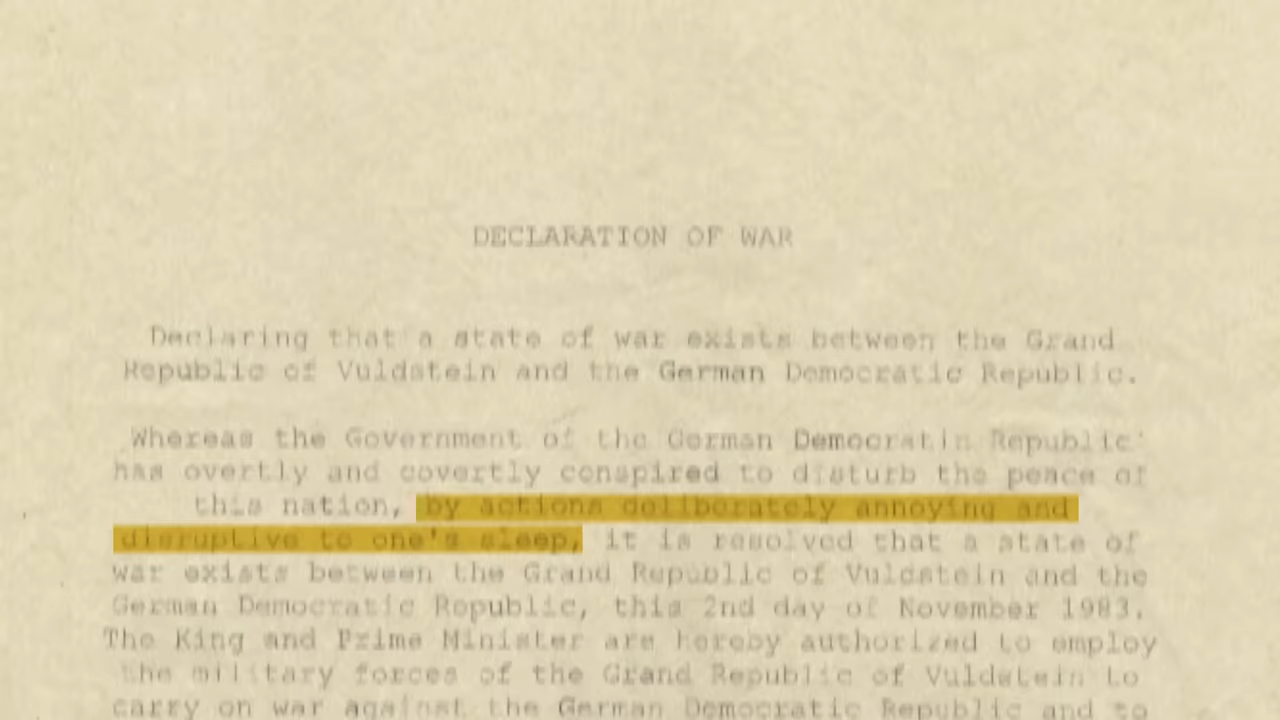 DECLARATION OF WAR
Declaring that a state of war exists between the Grand
Republic of Vuldstein and the German Democratic Republic.
Whereas the Government of the German Democratic Republic
has overtly and covertly conspired to disturb the peace of
this nation, by actions deliberately annoying and
disruptive to one's sleep, it is resolved that a state of
war exists between the Grand Republic of Vuldstein and the
German Democratic Republic, this 2nd day of November 1983.
The King and Prime Minister are hereby authorized to employ
the military forces of the Grand Republic of Vuldstein to
carry on war against the German Democratic Republic and to